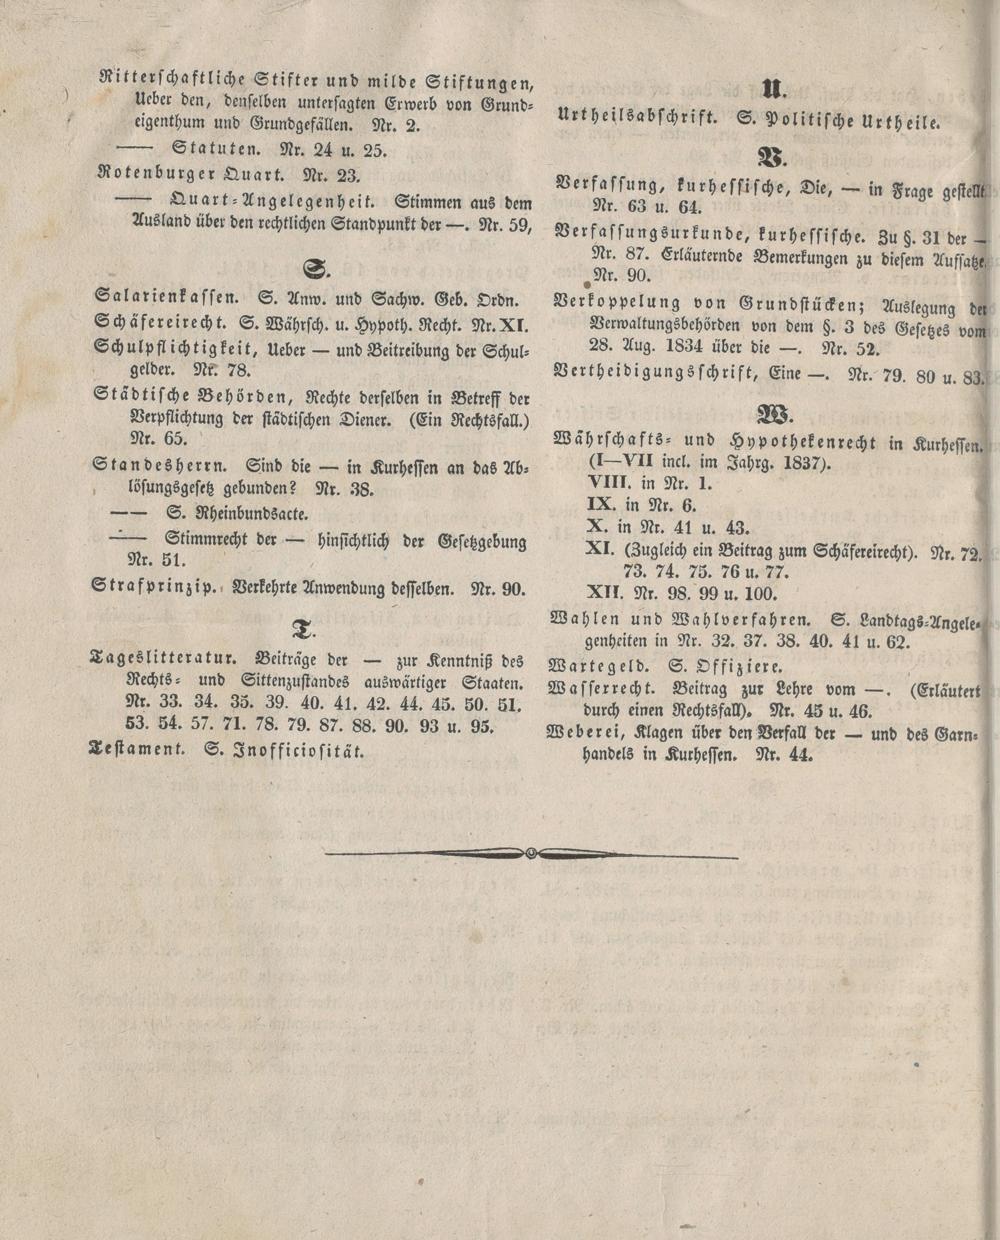 Ritterschaftliche Stifter und milde Stiftungen,
Ueber den, denselben untersagten Erwerb von Grund-
eigenthum und Grundgefällen. Nr. 2.
—— Statuten. Nr. 24 u. 25.
Rotenburger Quart. Nr. 23.
—— Quart-Angelegenheit. Stimmen aus dem
Ausland über den rechtlichen Standpunkt der —. Nr. 59,
S.
Salarienkassen. S. Anw. und Sachw. Geb. Ordn.
Schäfereirecht. S. Währsch. u. Hypoth. Recht. Nr. XI.
Schulpflichtigkeit, Ueber — und Beitreibung der Schul-
gelder. Nr. 78.
Städtische Behörden, Rechte derselben in Betreff der
Verpflichtung der städtischen Diener. (Ein Rechtsfall.)
Nr. 65.
Standesherrn. Sind die — in Kurhessen an das Ab-
lösungsgesetz gebunden? Nr. 38.
—— S. Rheinbundsacte.
—— Stimmrecht der — hinsichtlich der Gesetzgebung
Nr. 51.
Strafprinzip. Verkehrte Anwendung desselben. Nr. 90.
T.
Tageslitteratur. Beiträge der — zur Kenntniß des
Rechts- und Sittenzustandes auswärtiger Staaten.
Nr. 33. 34. 35. 39. 40. 41. 42. 44. 45. 50. 51.
53. 54. 57. 71. 78. 79. 87. 88. 90. 93 u. 95.
Testament. S. Inofficiosität.
U.
Urtheilsabschrift. S. Politische Urtheile.
V.
Verfassung, kurhessische, Die, — in Frage gestellt
Nr. 63 u. 64.
Verfassungsurkunde, kurhessische. Zu §. 31 der —
Nr. 87. Erläuternde Bemerkungen zu diesem Aufsatze.
Nr. 90.
Verkoppelung von Grundstücken; Auslegung der
Verwaltungsbehörden von dem §. 3 des Gesetzes vom
28. Aug. 1834 über die —. Nr. 52.
Vertheidigungsschrift, Eine —. Nr. 79. 80 u. 83.
W.
Währschafts- und Hypothekenrecht in Kurhessen.
(I—VII incl. im Jahrg. 1837).
VIII. in Nr. 1.
IX. in Nr. 6.
X. in Nr. 41 u. 43.
XI. (Zugleich ein Beitrag zum Schäfereirecht). Nr. 72.
73. 74. 75. 76 u. 77.
XII. Nr. 98. 99 u. 100.
Wahlen und Wahlverfahren. S. Landtags-Angele-
genheiten in Nr. 32. 37. 38. 40. 41 u. 62.
Wartegeld. S. Offiziere.
Wasserrecht. Beitrag zur Lehre vom —. (Erläutert
durch einen Rechtsfall). Nr. 45 u. 46.
Weberei, Klagen über den Verfall der — und des Garn-
handels in Kurhessen. Nr. 44.